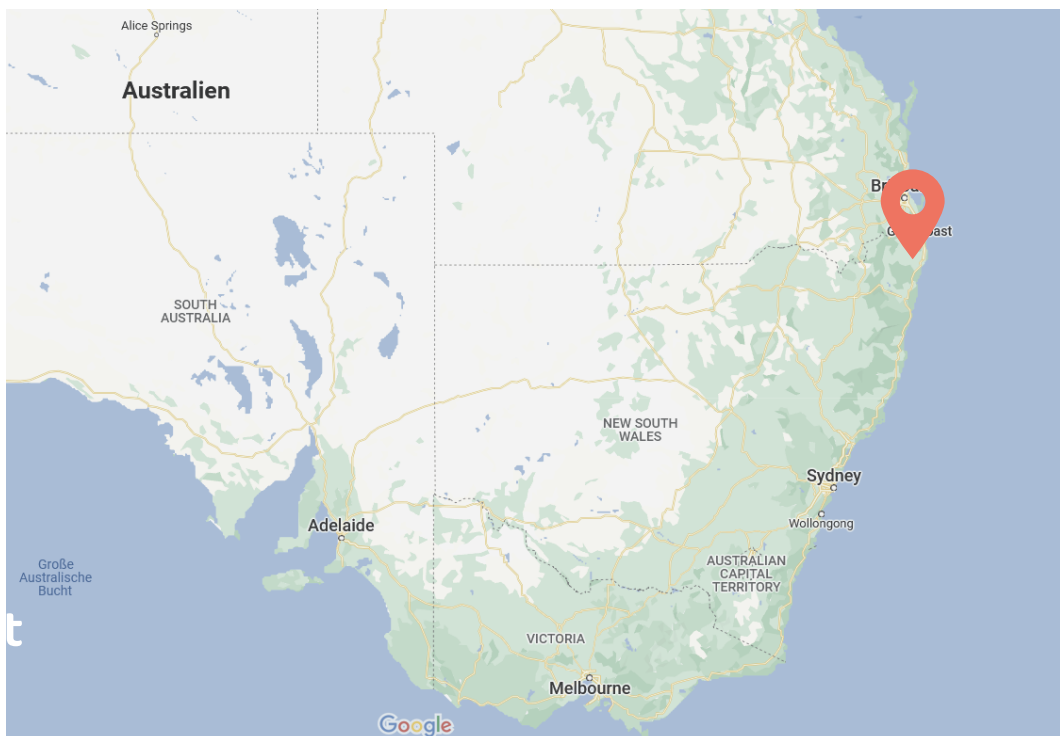 Alice Springs
Australien
SOUTH
AUSTRALIA
NEW SOUTH
WALES
Sydney
Wollongong
Adelaide
AUSTRALIAN
CAPITAL
TERRITORY
Große
Australische
Bucht
t
VICTORIA
Melbourne
Google